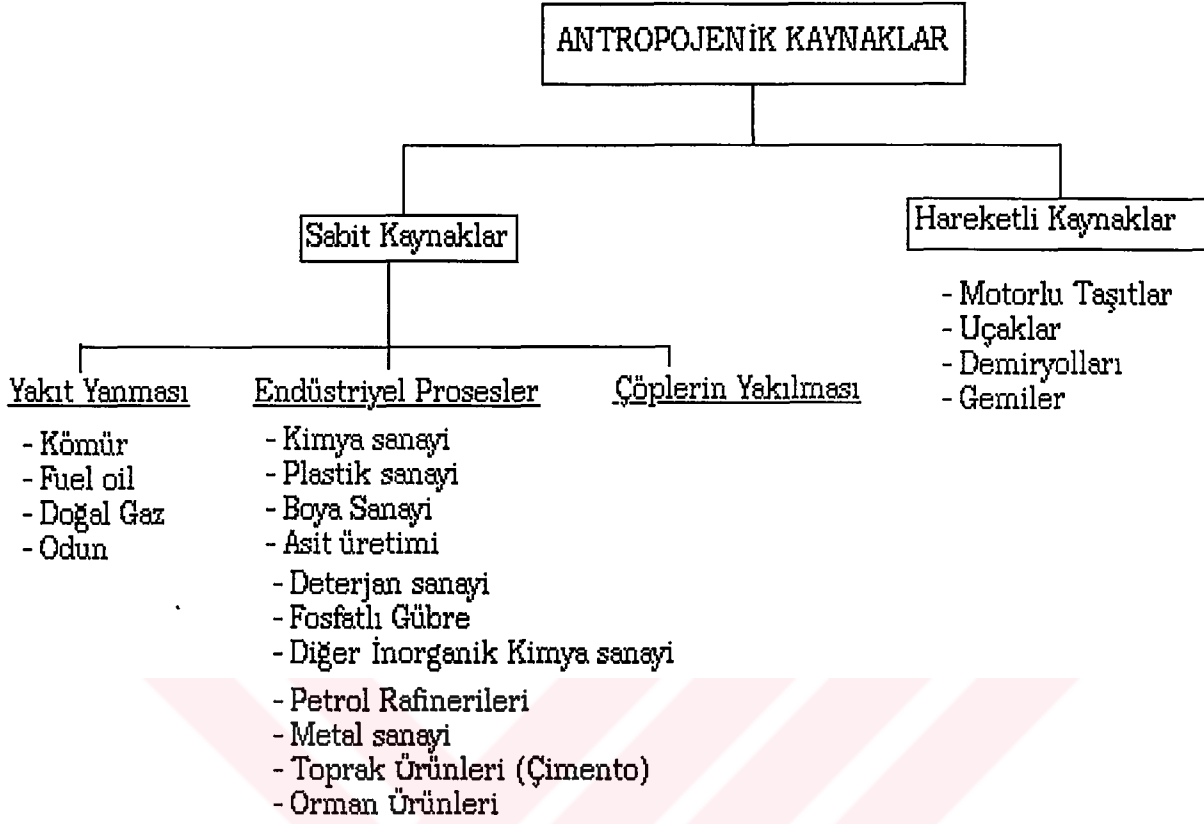 ANTROPOJENİK KAYNAKLAR
Sabit Kaynaklar
Hareketli Kaynaklar
- Motorlu Taşıtlar
- Uçaklar
- Demiryolları
- Gemiler
Yakıt Yanması
- Kömür
- Fuel oil
- Doğal Gaz
- Odun
Endüstriyel Prosesler
- Kimya sanayi
- Plastik sanayi
- Boya Sanayi
- Asit üretimi
- Deterjan sanayi
- Fosfatlı Gübre
- Diğer İnorganik Kimya sanayi
- Petrol Rafinerileri
- Metal sanayi
- Toprak Ürünleri (Çimento)
- Orman Ürünleri
Çöplerin Yakılması